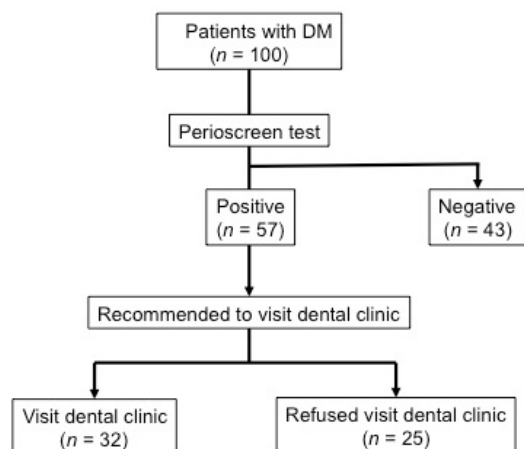 Patients with DM
(n = 100)
Perioscreen test
Positive
(n = 57)
Negative
(n = 43)
Recommended to visit dental clinic
Visit dental clinic
(n = 32)
Refused visit dental clinic
(n = 25)